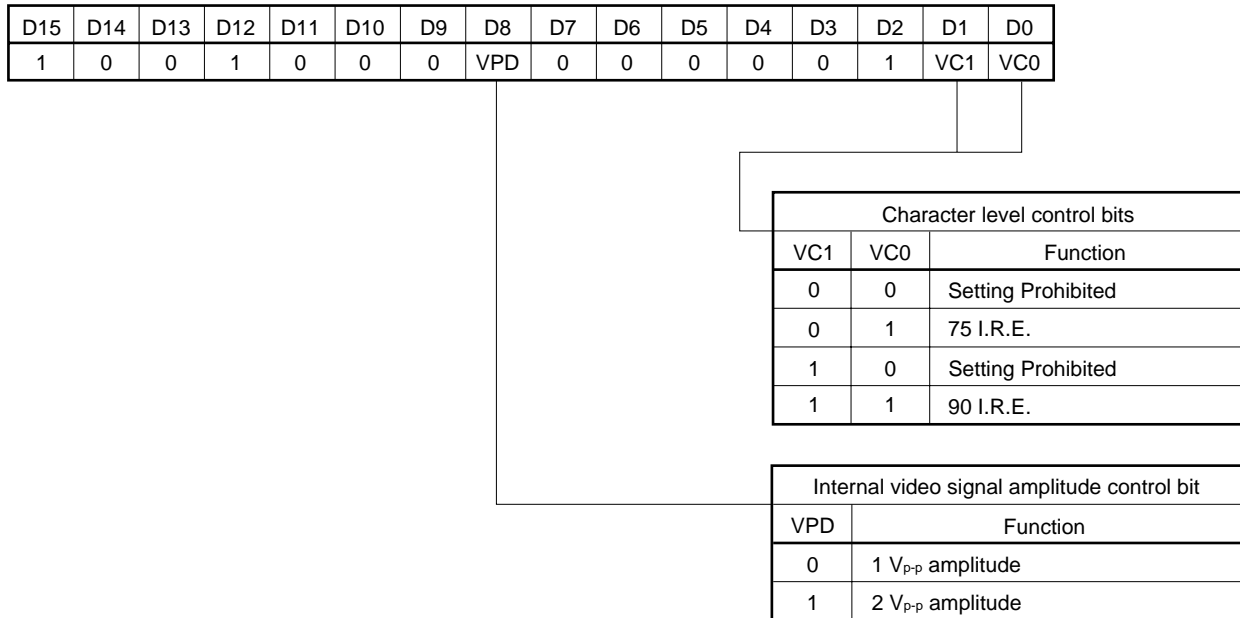 D15 D14 D13 D12 D11 D10 D9 D8 D7 D6 D5 D4 D3 D2 D1 D0
1 0 0 1 0 0 0 VPD 0 0 0 0 0 1 VC1 VC0
Character level control bits
VC1 VC0 Function
0 0 Setting Prohibited
0 1 75 I.R.E.
1 0 Setting Prohibited
1 1 90 I.R.E.
Internal video signal amplitude control bit
VPD Function
0 1 Vp-p amplitude
1 2 Vp-p amplitude